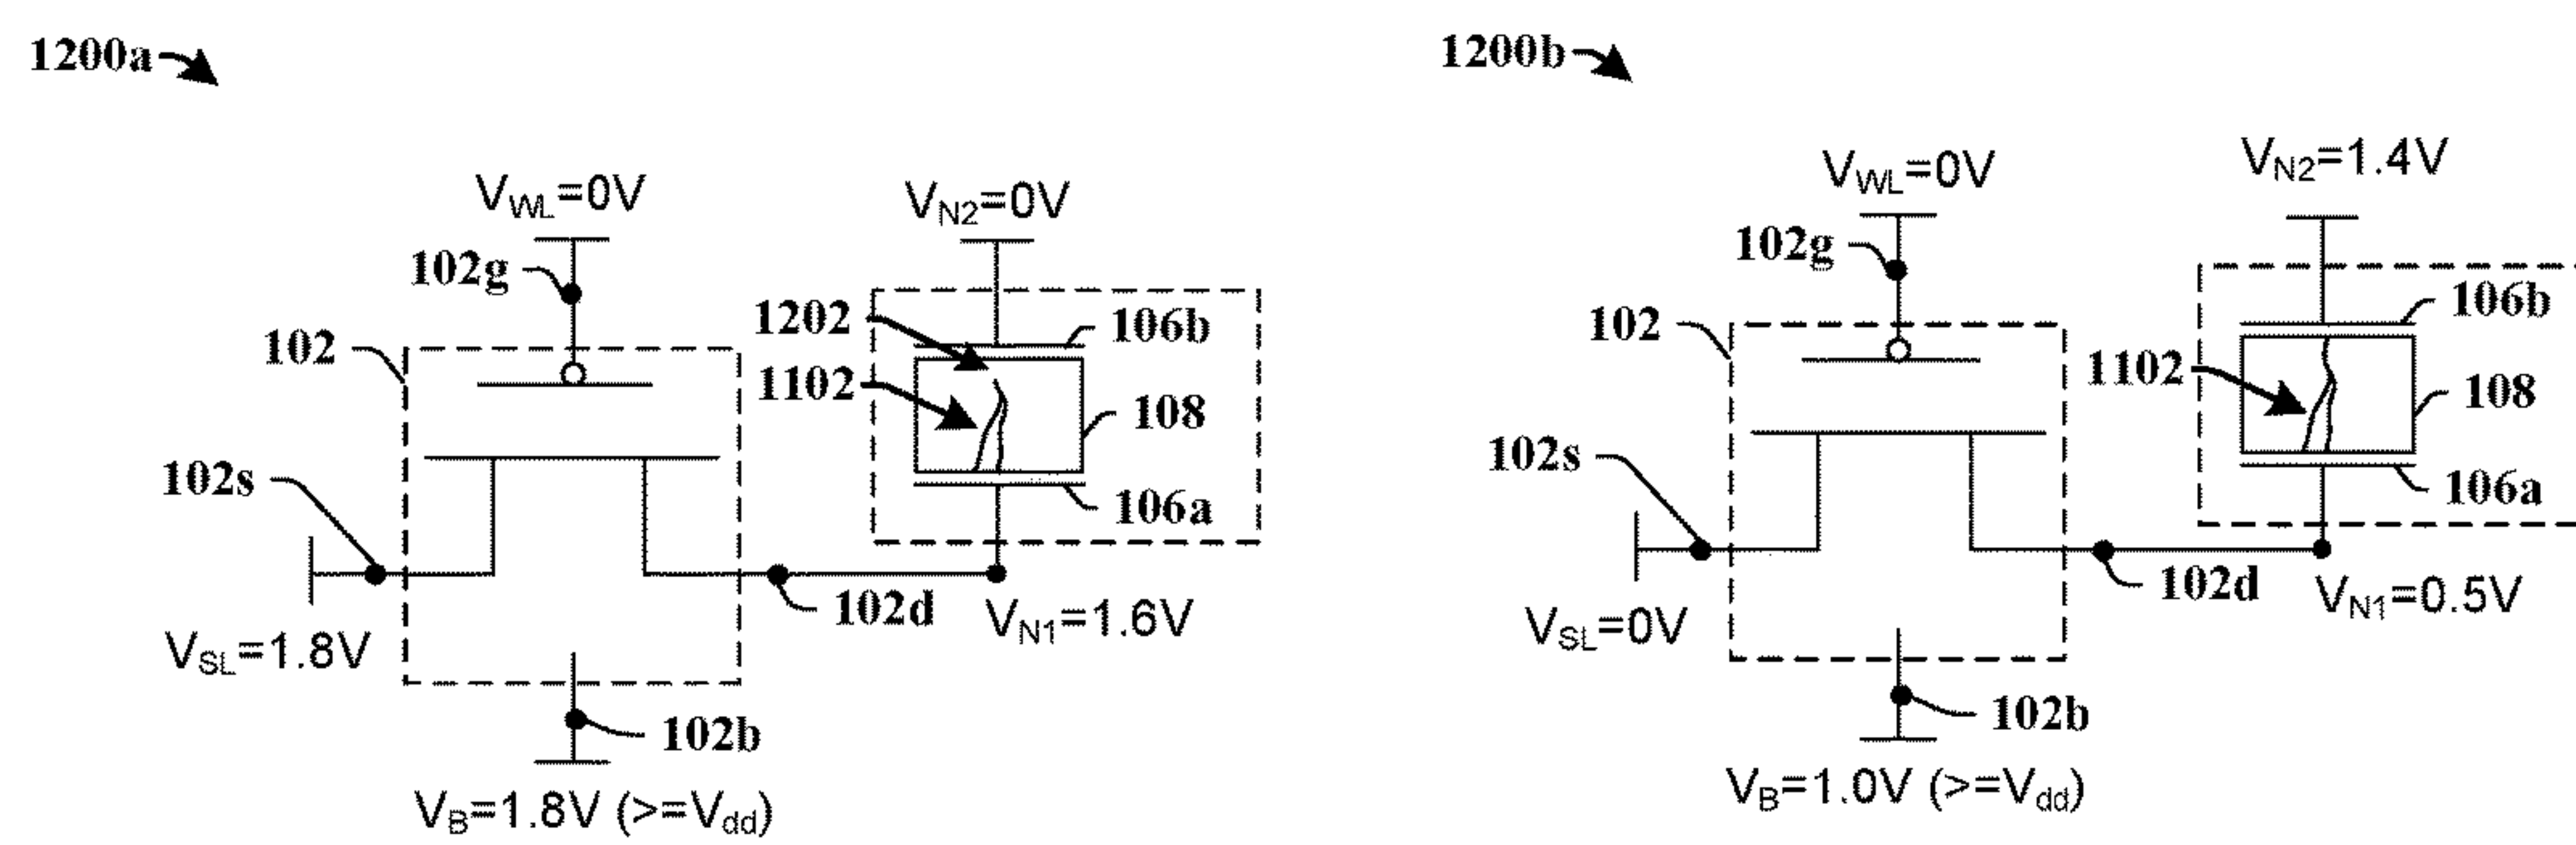 1200a
V_WL=0V
V_N2=0V
102g
1202
106b
102
1102
108
102s
106a
102d
V_N1=1.6V
V_SL=1.8V
102b
V_B=1.8V (>=V_dd)
1200b
V_WL=0V
V_N2=1.4V
102g
106b
102
1102
108
102s
106a
102d
V_N1=0.5V
V_SL=0V
102b
V_B=1.0V (>=V_dd)